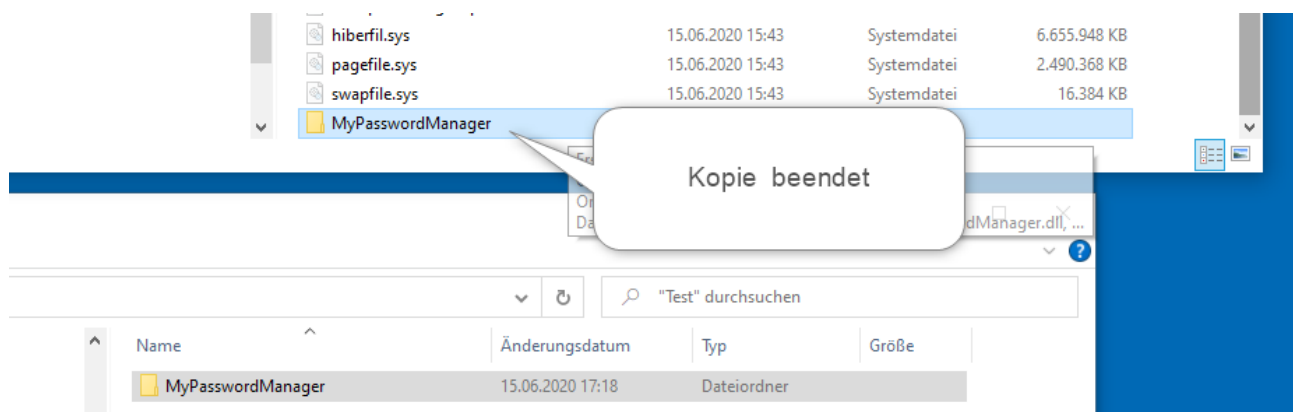 hiberfil.sys 15.06.2020 15:43 Systemdatei 6.655.948 KB
pagefile.sys 15.06.2020 15:43 Systemdatei 2.490.368 KB
swapfile.sys 15.06.2020 15:43 Systemdatei 16.384 KB
MyPasswordManager
Kopie beendet
dManager.dll, ...
"Test" durchsuchen
Name Änderungsdatum Typ Größe
MyPasswordManager 15.06.2020 17:18 Dateiordner